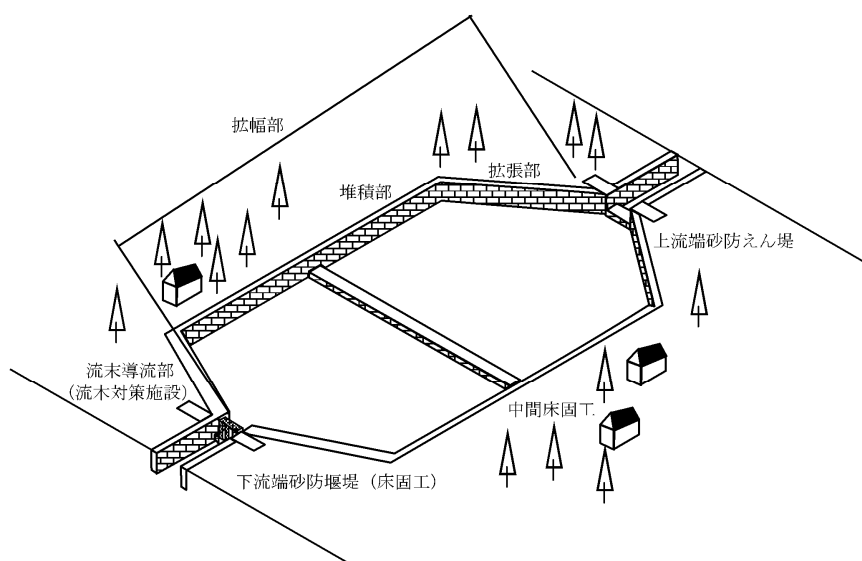 拡幅部
拡張部
堆積部
上流端砂防えん堤
流末導流部
(流木対策施設)
中間床固工
下流端砂防堰堤(床固工)